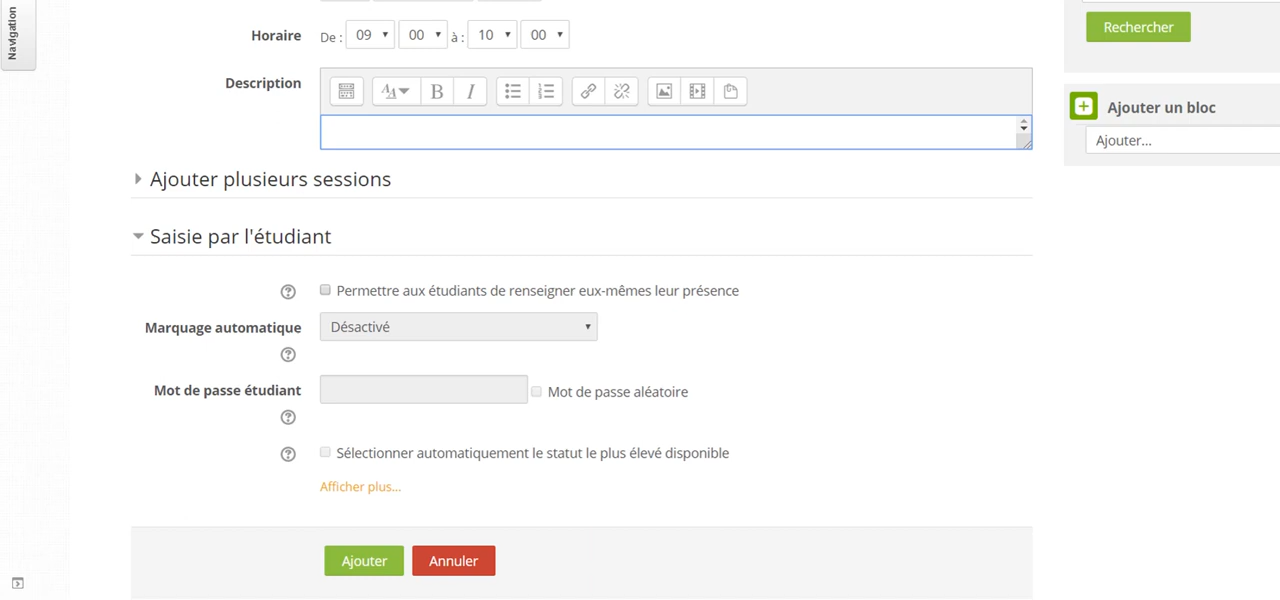 Navigation
Horaire De : 09 00 à : 10 00
Rechercher
Description
B I
Ajouter un bloc
Ajouter...
Ajouter plusieurs sessions
Saisie par l'étudiant
Permettre aux étudiants de renseigner eux-mêmes leur présence
Marquage automatique Désactivé
Mot de passe étudiant Mot de passe aléatoire
Sélectionner automatiquement le statut le plus élevé disponible
Afficher plus...
Ajouter Annuler